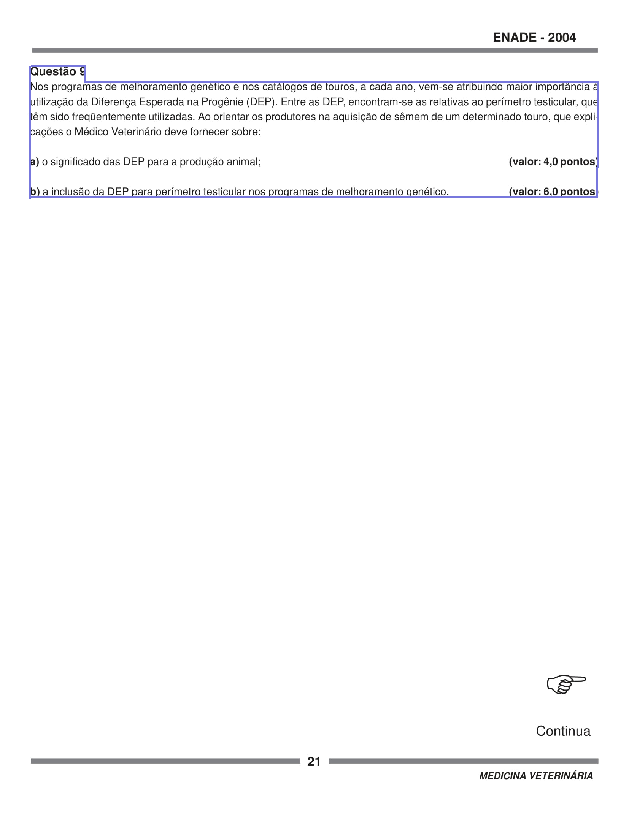 ENADE - 2004
Questão 9
Nos programas de melhoramento genético e nos catálogos de touros, a cada ano, vem-se atribuindo maior importância à
utilização da Diferença Esperada na Progênie (DEP). Entre as DEP, encontram-se as relativas ao perímetro testicular, que
têm sido freqüentemente utilizadas. Ao orientar os produtores na aquisição de sêmem de um determinado touro, que expli-
cações o Médico Veterinário deve fornecer sobre:
a) o significado das DEP para a produção animal; (valor: 4,0 pontos)
b) a inclusão da DEP para perímetro testicular nos programas de melhoramento genético. (valor: 6,0 pontos)
Continua
21
MEDICINA VETERINÁRIA